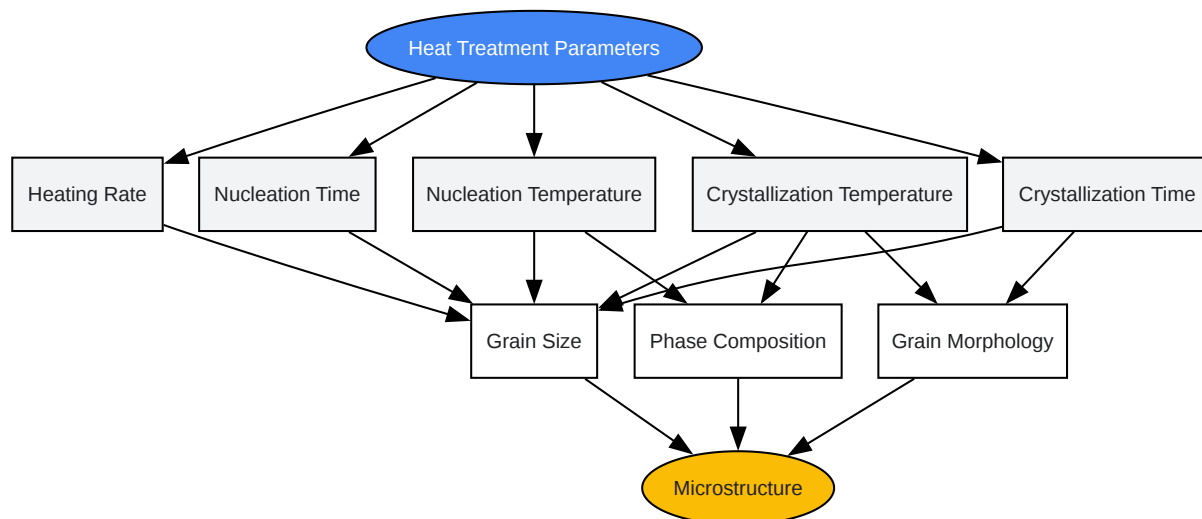 Heat Treatment Parameters
Heating Rate
Nucleation Time
Nucleation Temperature
Crystallization Temperature
Crystallization Time
Grain Size
Phase Composition
Grain Morphology
Microstructure